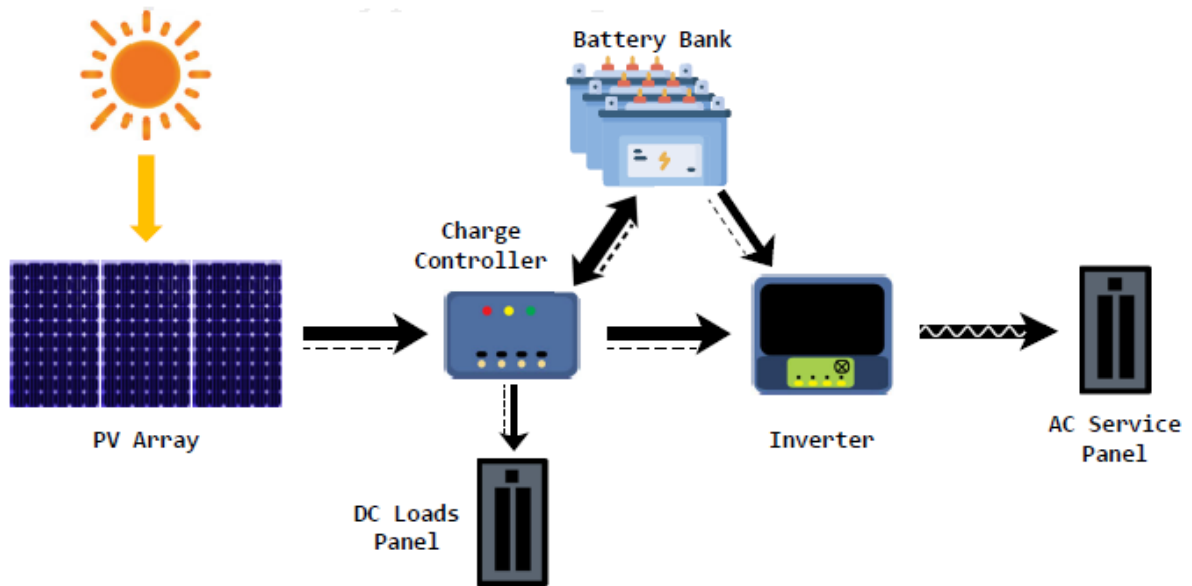 Battery Bank
Charge
Controller
PV Array
Inverter
AC Service
Panel
DC Loads
Panel